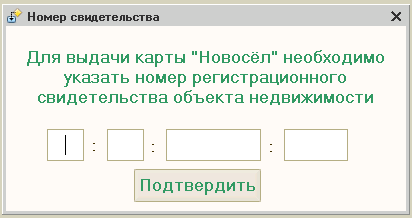 Номер свидетельства
Для выдачи карты "Новосёл" необходимо
указать номер регистрационного
свидетельства объекта недвижимости
: : :
Подтвердить